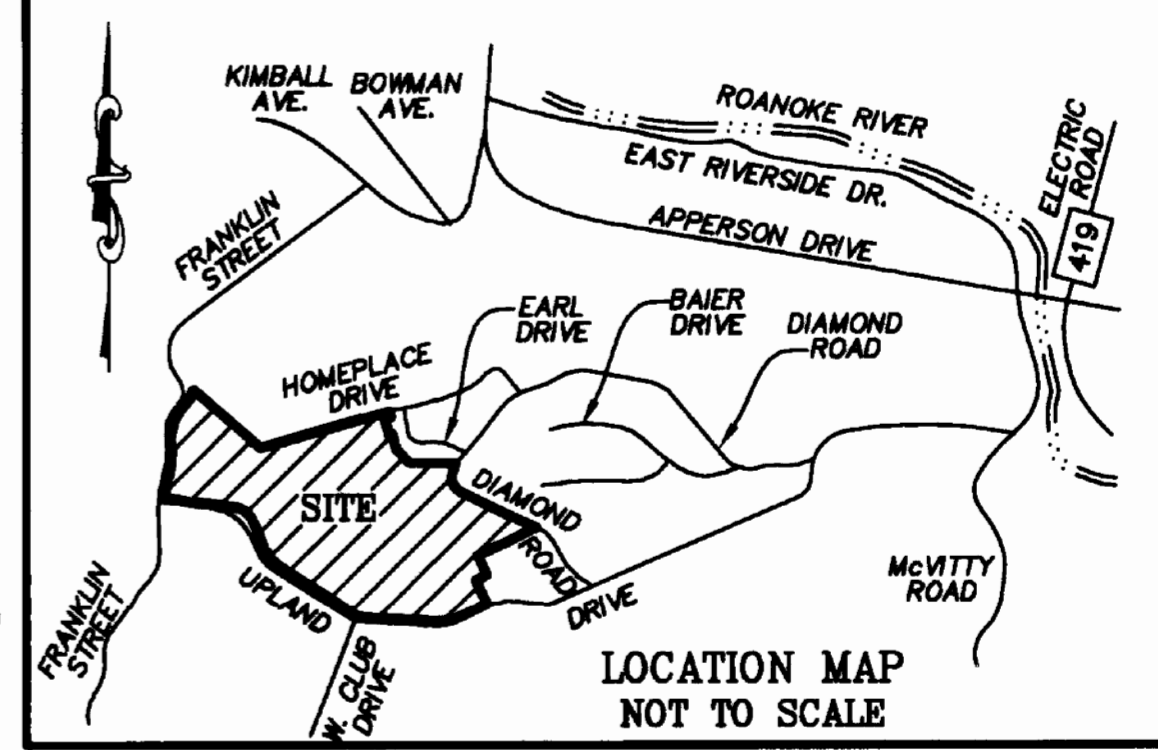 KIMBALL
AVE.
BOWMAN
AVE.
ROANOKE RIVER
EAST RIVERSIDE DR.
ELECTRIC
ROAD
419
FRANKLIN
STREET
APPERSON DRIVE
EARL
DRIVE
BAIER
DRIVE
DIAMOND
ROAD
HOMEPLACE
DRIVE
SITE
DIAMOND
ROAD
UPLAND
DRIVE
McVITTY
ROAD
FRANKLIN
STREET
W. CLUB
DRIVE
LOCATION MAP
NOT TO SCALE